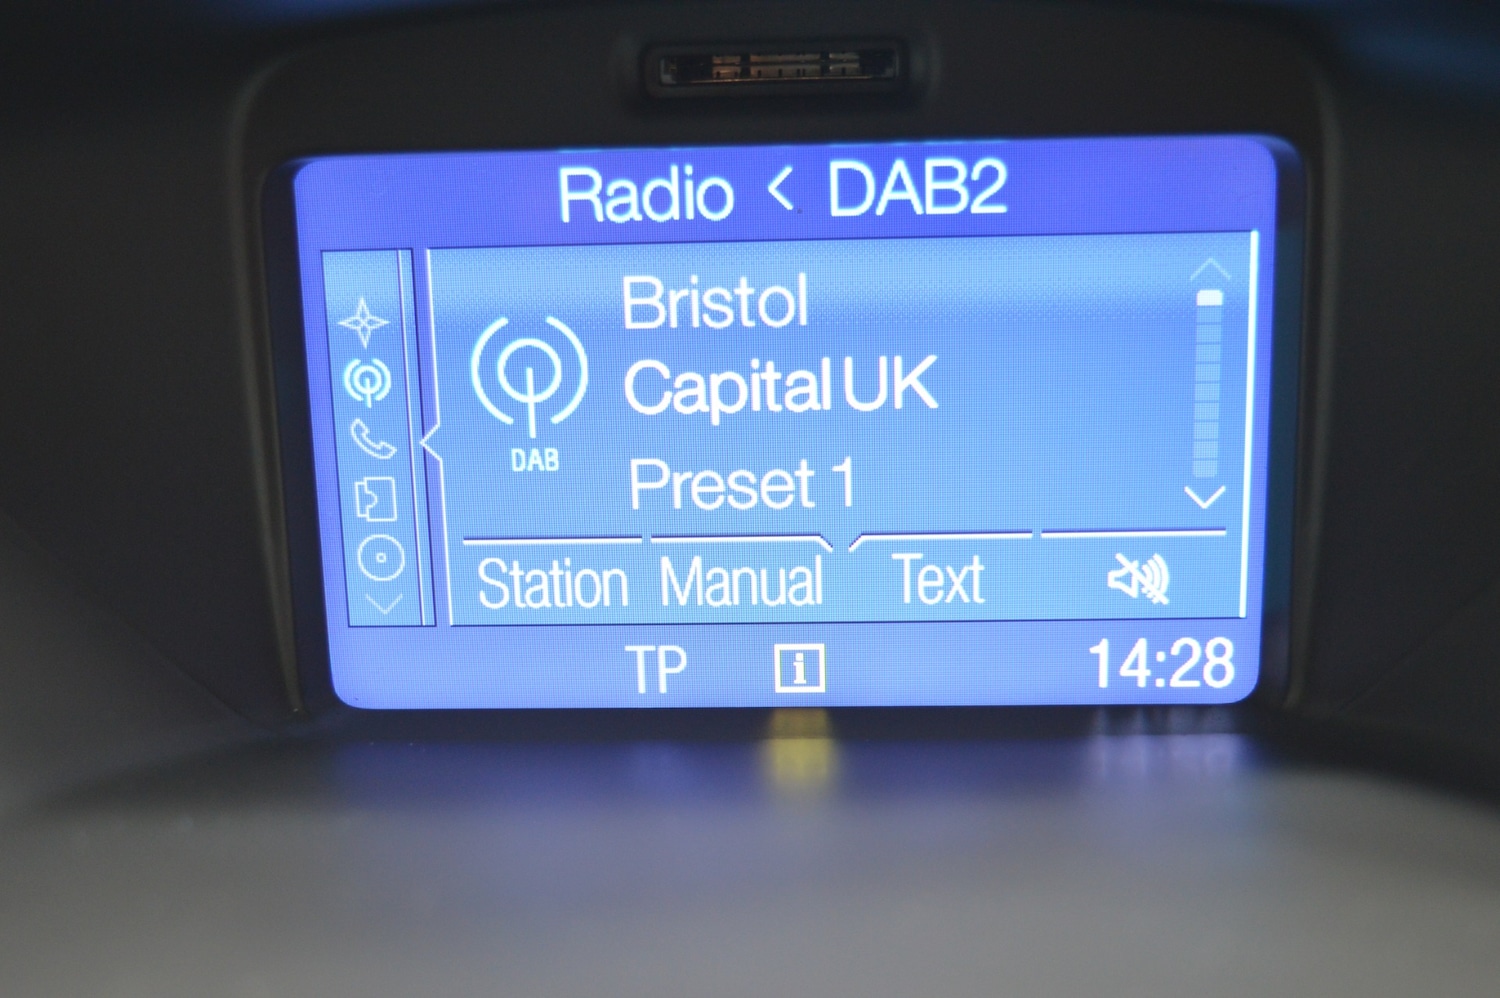 Radio < DAB2
Bristol
Capital UK
DAB
Preset 1
Station Manual Text
TP i 14:28